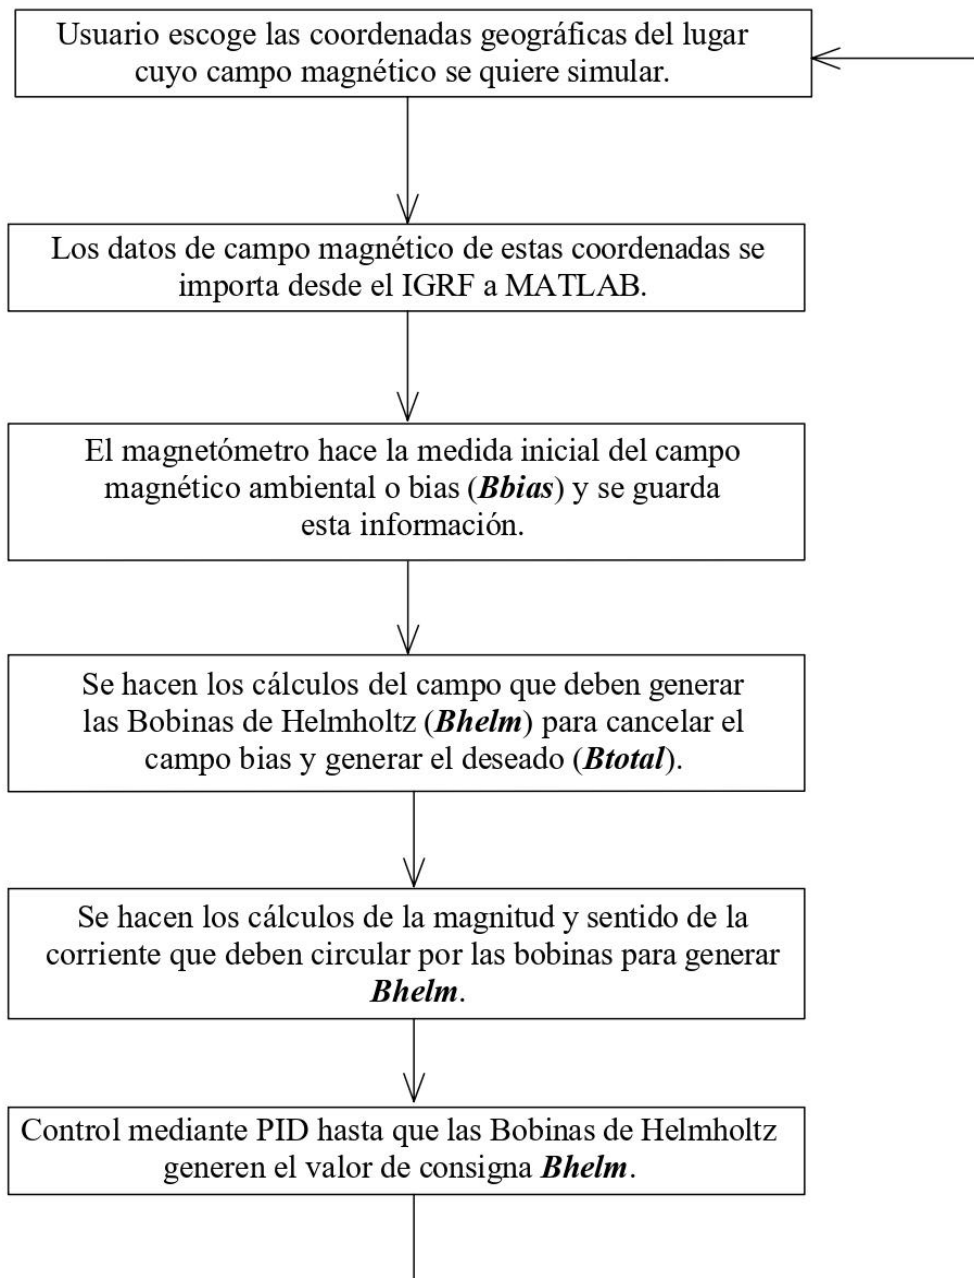 Usuario escoge las coordenadas geográficas del lugar
cuyo campo magnético se quiere simular.
Los datos de campo magnético de estas coordenadas se
importa desde el IGRF a MATLAB.
El magnetómetro hace la medida inicial del campo
magnético ambiental o bias (Bbias) y se guarda
esta información.
Se hacen los cálculos del campo que deben generar
las Bobinas de Helmholtz (Bhelm) para cancelar el
campo bias y generar el deseado (Btotal).
Se hacen los cálculos de la magnitud y sentido de la
corriente que deben circular por las bobinas para generar
Bhelm.
Control mediante PID hasta que las Bobinas de Helmholtz
generen el valor de consigna Bhelm.